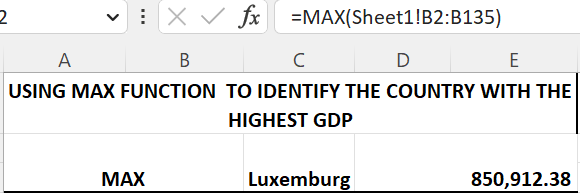 2 =MAX(Sheet1!B2:B135)
A B C D E
USING MAX FUNCTION TO IDENTIFY THE COUNTRY WITH THE
HIGHEST GDP
MAX Luxemburg 850,912.38